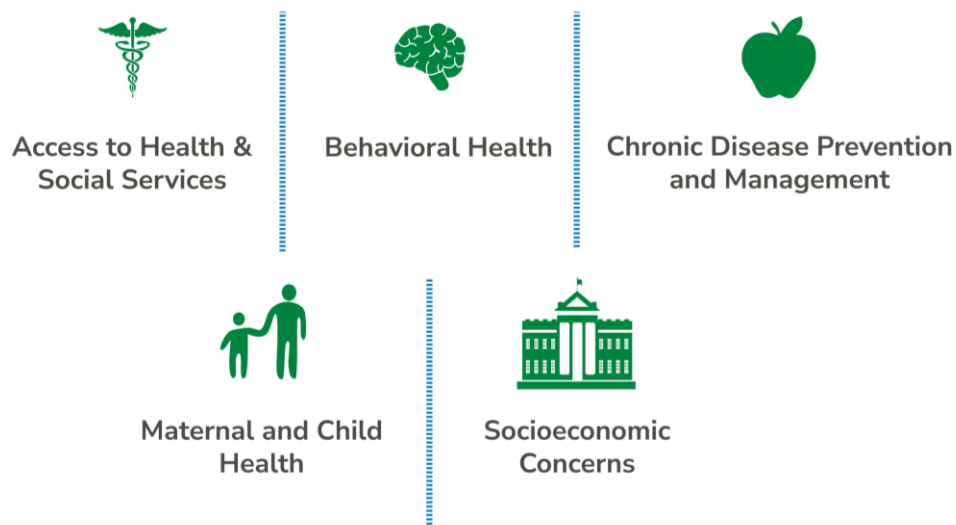 Access to Health &
Social Services
Behavioral Health
Chronic Disease Prevention
and Management
Maternal and Child
Health
Socioeconomic
Concerns